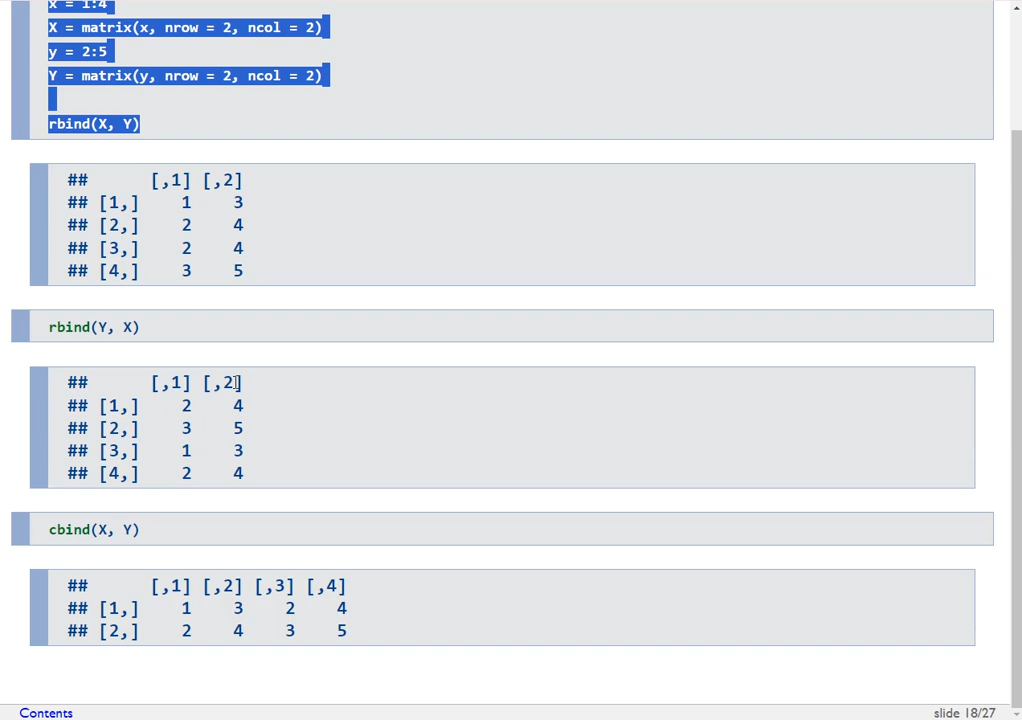 x = 1:4
X = matrix(x, nrow = 2, ncol = 2)
y = 2:5
Y = matrix(y, nrow = 2, ncol = 2)
rbind(X, Y)
##      [,1] [,2]
## [1,]    1    3
## [2,]    2    4
## [3,]    2    4
## [4,]    3    5
rbind(Y, X)
##      [,1] [,2]
## [1,]    2    4
## [2,]    3    5
## [3,]    1    3
## [4,]    2    4
cbind(X, Y)
##      [,1] [,2] [,3] [,4]
## [1,]    1    3    2    4
## [2,]    2    4    3    5
Contents
slide 18/27